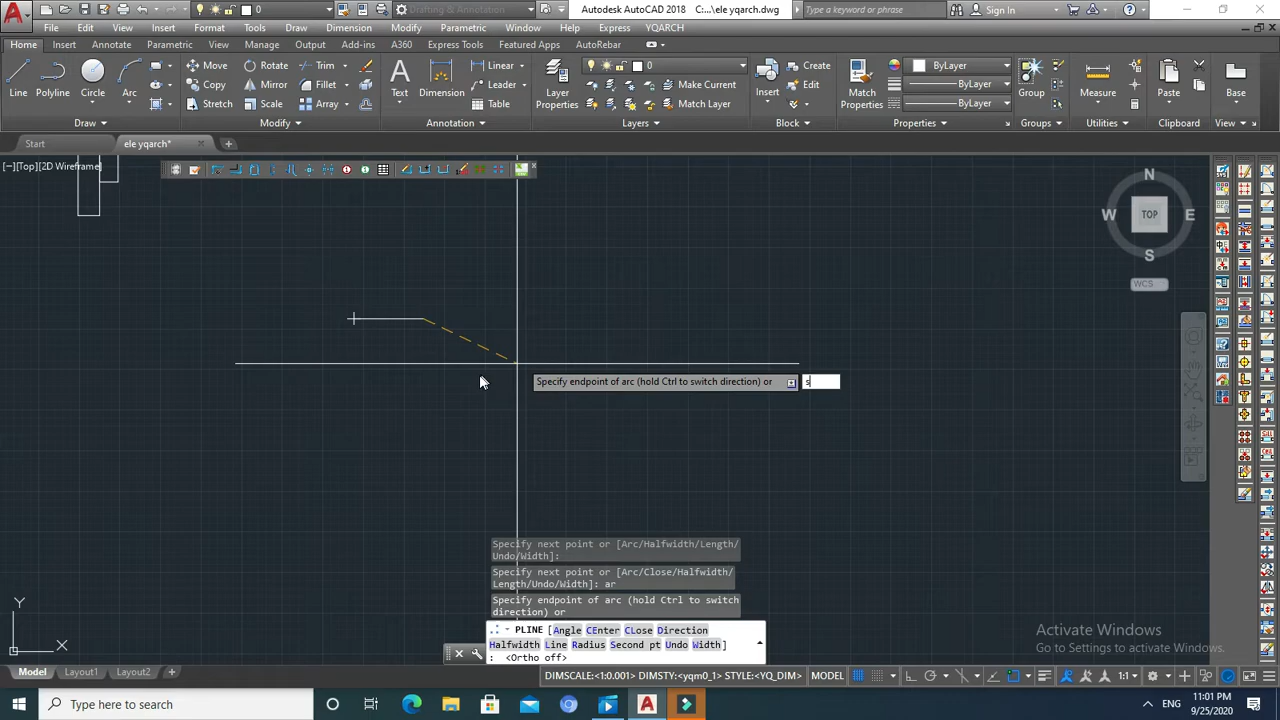 0
Drafting & Annotation
Share
Autodesk AutoCAD 2018
C:...\ele yqarch.dwg
Type a keyword or phrase
Sign In
File
Edit
View
Insert
Format
Tools
Draw
Dimension
Modify
Parametric
Window
Help
Express
YQARCH
Home
Insert
Annotate
Parametric
View
Manage
Output
Add-ins
A360
Express Tools
Featured Apps
AutoRebar
Line
Polyline
Circle
Arc
Move
Rotate
Trim
Copy
Mirror
Fillet
Stretch
Scale
Array
Text
Dimension
Linear
Leader
Table
Layer
Properties
0
Make Current
Match Layer
Insert
Create
Edit
Match
Properties
ByLayer
ByLayer
ByLayer
Group
Measure
Paste
Base
Draw
Modify
Annotation
Layers
Block
Properties
Groups
Utilities
Clipboard
View
Start
ele yqarch*
[−][Top][2D Wireframe]
N
W
TOP
E
S
WCS
Specify endpoint of arc (hold Ctrl to switch direction) or
s
Specify next point or [Arc/Halfwidth/Length/
Undo/Width]:
Specify next point or [Arc/Close/Halfwidth/
Length/Undo/Width]: ar
Specify endpoint of arc (hold Ctrl to switch
direction) or
PLINE [Angle CEnter CLose Direction
Halfwidth Line Radius Second pt Undo Width]
: <Ortho off>
Y
X
Activate Windows
Go to Settings to activate Windows.
Model
Layout1
Layout2
DIMSCALE:<1:0.001> DIMSTY:<yqm0_1> STYLE:<YQ_DIM>
MODEL
1:1
Type here to search
ENG
11:01 PM
9/25/2020